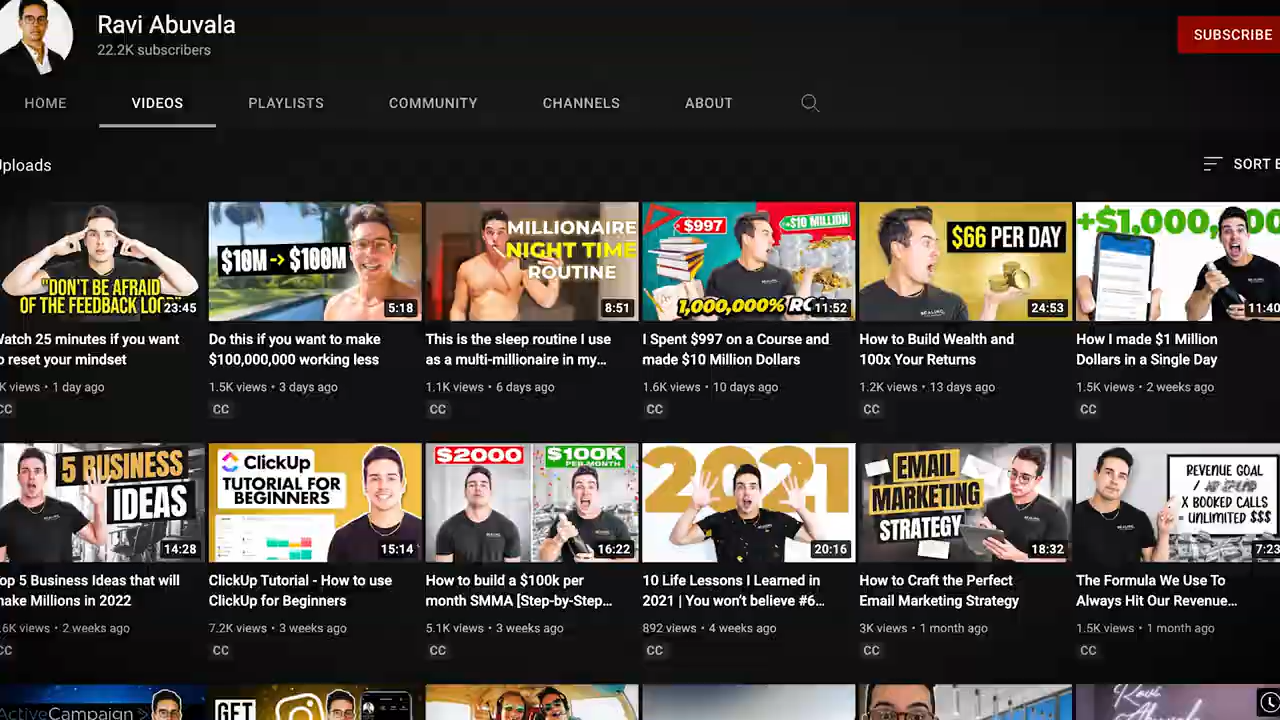 Ravi Abuvala
22.2K subscribers
SUBSCRIBE
HOME
VIDEOS
PLAYLISTS
COMMUNITY
CHANNELS
ABOUT
Uploads
SORT
"DON'T BE AFRAID
OF THE FEEDBACK
23:45
$10M → $100M
5:18
MILLIONAIRE
NIGHT TIME
ROUTINE
8:51
$997
+$10 MILLION
1,000,000%
11:52
$66 PER DAY
24:53
+$1,000,
11:40
Watch 25 minutes if you want
to reset your mindset
K views • 1 day ago
CC
Do this if you want to make
$100,000,000 working less
1.5K views • 3 days ago
CC
This is the sleep routine I use
as a multi-millionaire in my...
1.1K views • 6 days ago
CC
I Spent $997 on a Course and
made $10 Million Dollars
1.6K views • 10 days ago
CC
How to Build Wealth and
100x Your Returns
1.2K views • 13 days ago
CC
How I made $1 Million
Dollars in a Single Day
1.5K views • 2 weeks ago
CC
5 BUSINESS
IDEAS
14:28
ClickUp
TUTORIAL FOR
BEGINNERS
15:14
$2000
$100K
PER MONTH
16:22
2021
20:16
EMAIL
MARKETING
STRATEGY
18:32
REVENUE GOAL
/ AD SPEND
X BOOKED CALLS
= UNLIMITED $$$
7:23
Top 5 Business Ideas that will
make Millions in 2022
.6K views • 2 weeks ago
CC
ClickUp Tutorial - How to use
ClickUp for Beginners
7.2K views • 3 weeks ago
CC
How to build a $100k per
month SMMA [Step-by-Step...
5.1K views • 3 weeks ago
CC
10 Life Lessons I Learned in
2021 | You won't believe #6...
892 views • 4 weeks ago
CC
How to Craft the Perfect
Email Marketing Strategy
3K views • 1 month ago
CC
The Formula We Use To
Always Hit Our Revenue...
1.5K views • 1 month ago
CC
ActiveCampaign >
GET
Ravi